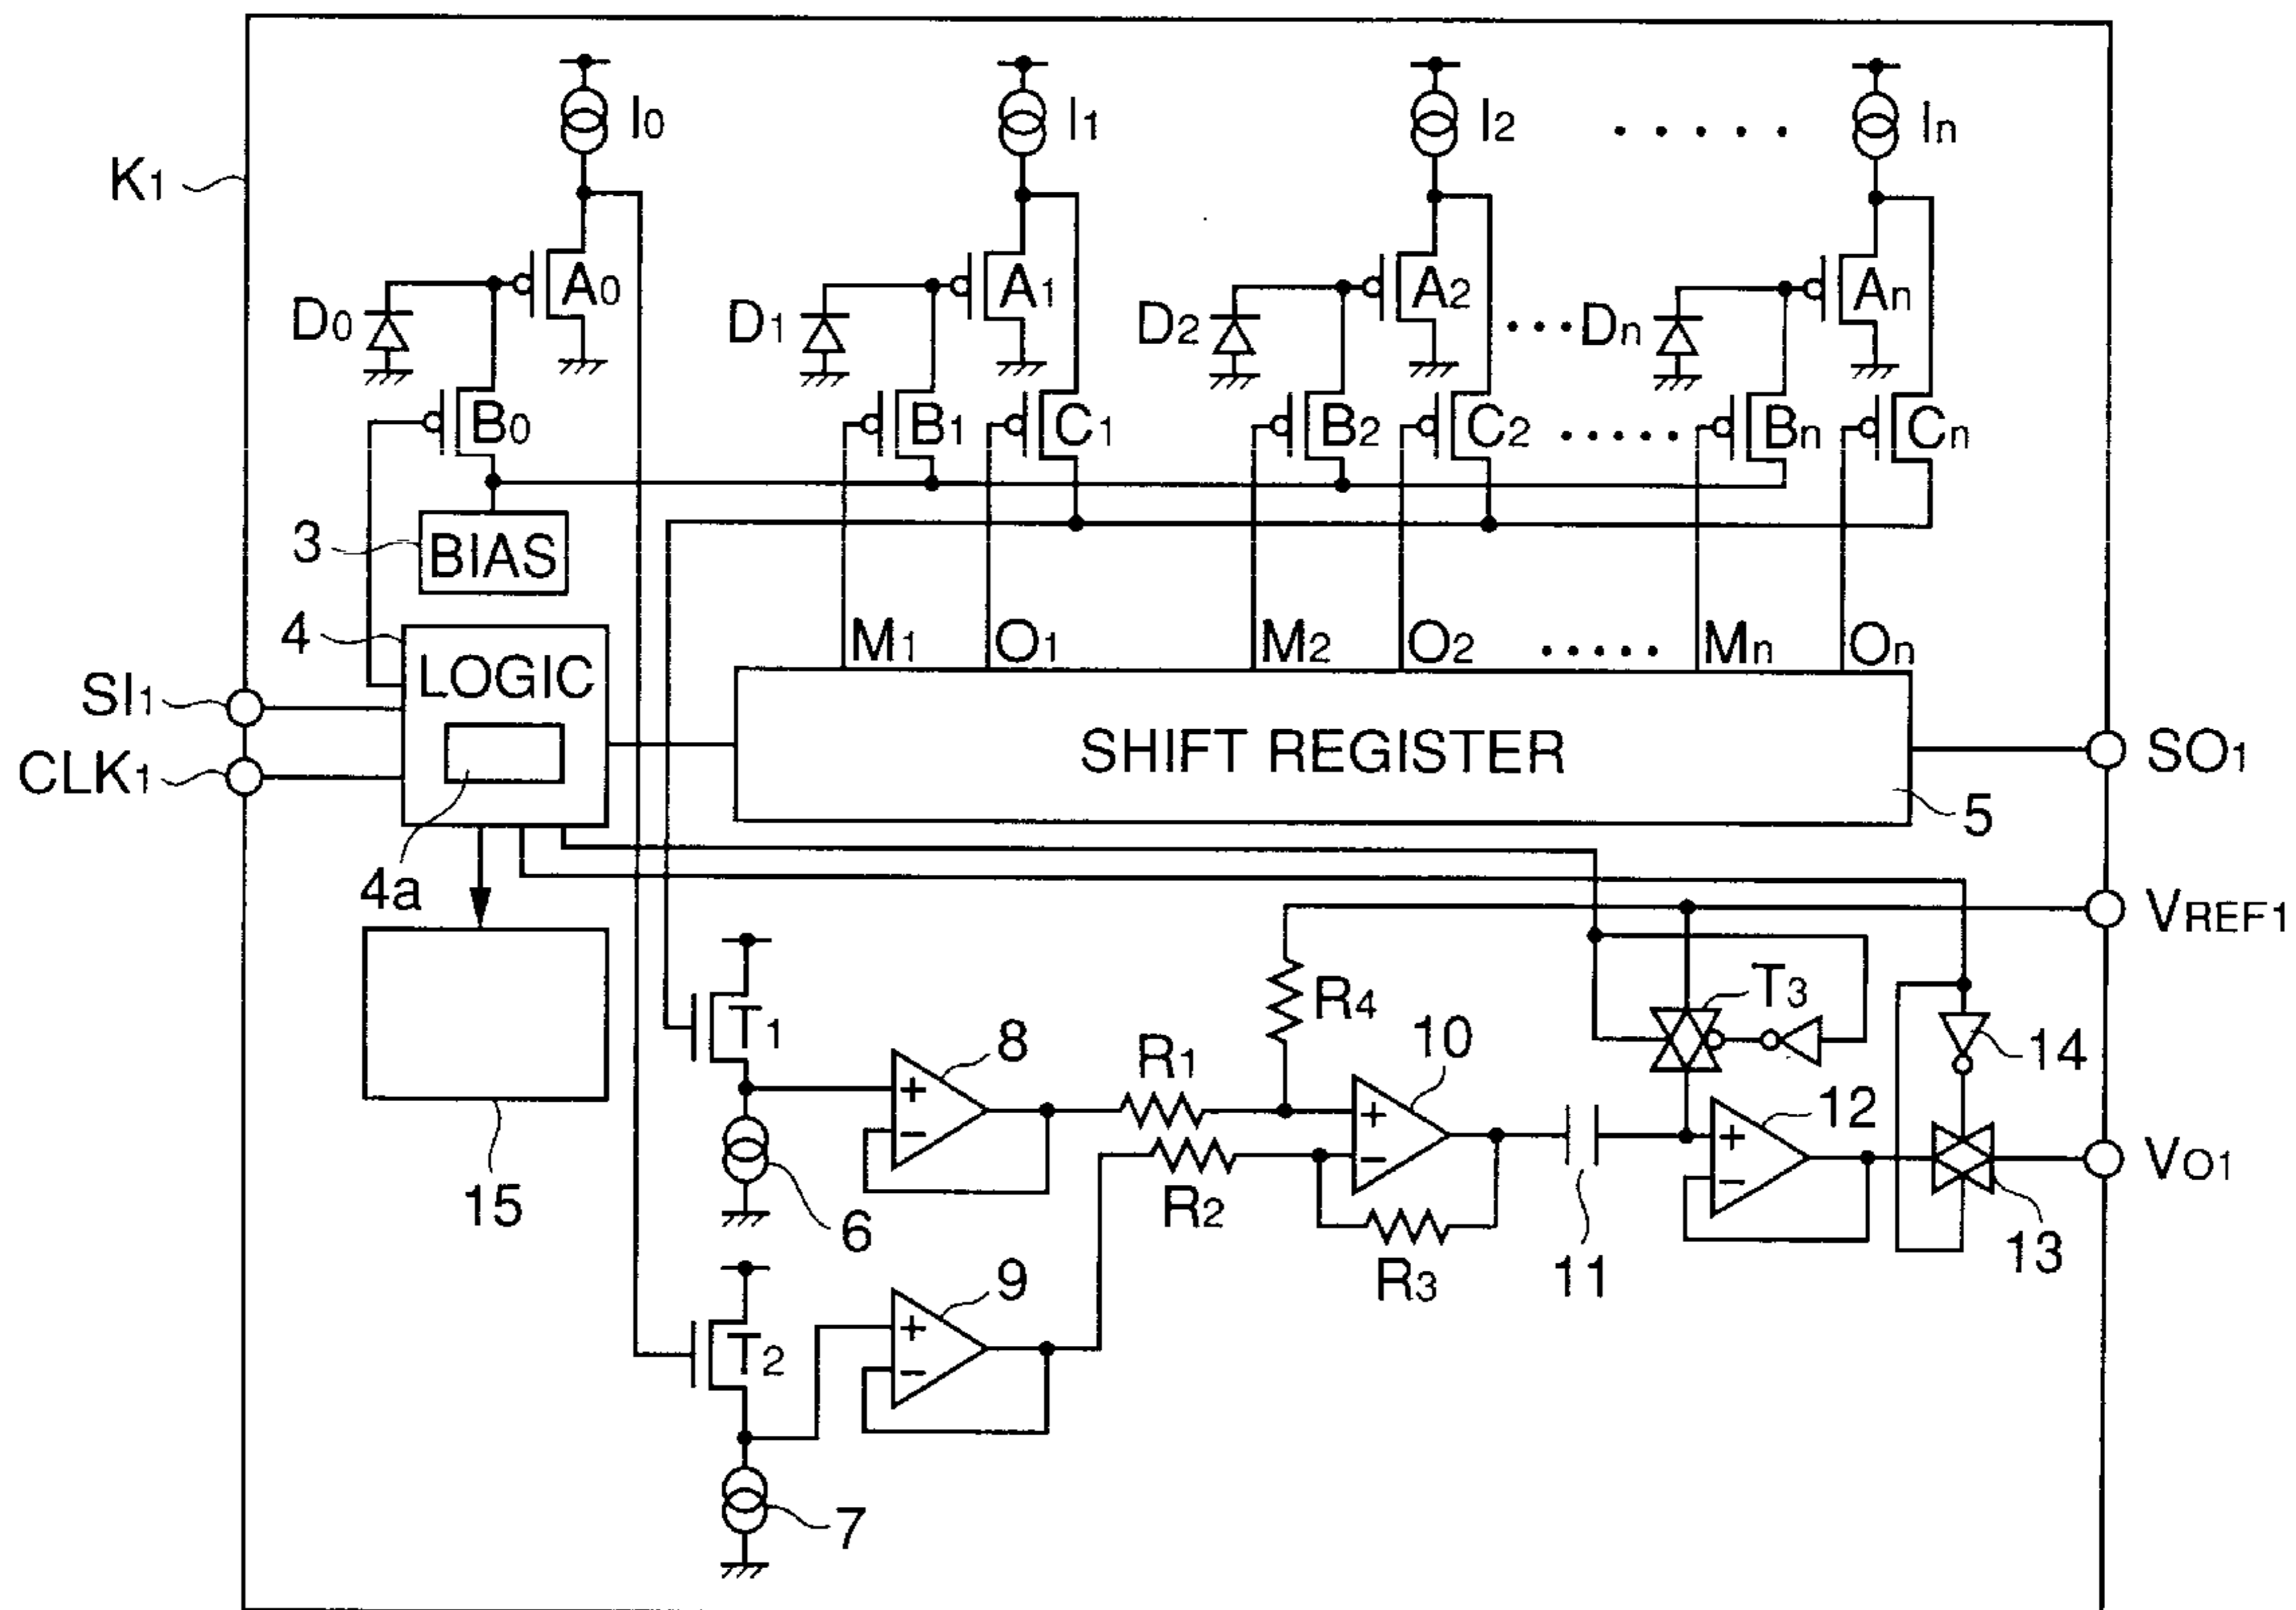 I0 I1 I2 ..... In
K1
D0 A0 D1 A1 D2 A2 ....Dn An
B0 B1 C1 B2 C2 ..... Bn Cn
3 BIAS
4 LOGIC
M1 O1 M2 O2 ..... Mn On
SI1
CLK1
SHIFT REGISTER
SO1
5
4a
VREF1
T1 R4 T3
8 R1 10 14
+ + 12
- - +
VO1
15 R2 -
6 R3 11 13
9
T2 +
-
7